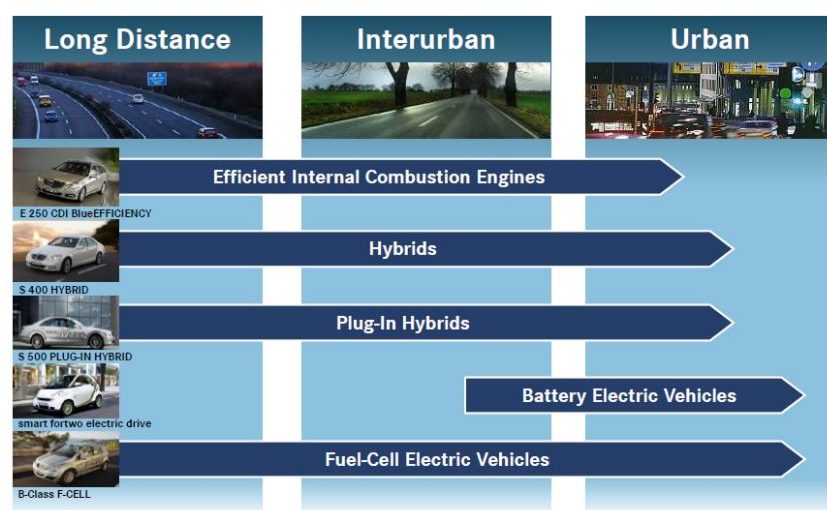 Long Distance
Interurban
Urban
Efficient Internal Combustion Engines
E 250 CDI BlueEFFICIENCY
Hybrids
S 400 HYBRID
Plug-In Hybrids
S 500 PLUG-IN HYBRID
Battery Electric Vehicles
smart fortwo electric drive
Fuel-Cell Electric Vehicles
B-Class F-CELL